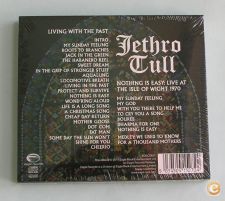 LIVING WITH THE PAST
INTRO
MY SUNDAY FEELING
ROOTS TO BRANCHES
JACK IN THE GREEN
THE HABANERO REEL
SWEET DREAM
IN THE GRIP OF STRONGER STUFF
AQUALUNG
LOCOMOTIVE BREATH
LIVING IN THE PAST
PROTECT AND SURVIVE
NOTHING IS EASY
WOND'RING ALOUD
LIFE IS A LONG SONG
A CHRISTMAS SONG
CHEAP DAY RETURN
MOTHER GOOSE
DOT COM
FAT MAN
SOME DAY THE SUN WON'T
SHINE FOR YOU
CHEERIO
Jethro
Tull
NOTHING IS EASY: LIVE AT
THE ISLE OF WIGHT 1970
MY SUNDAY FEELING
MY GOD
WITH YOU THERE TO HELP ME
TO CRY YOU A SONG
BOUREE
DHARMA FOR ONE
NOTHING IS EASY
MEDLEY: WE USED TO KNOW
FOR A THOUSAND MOTHERS